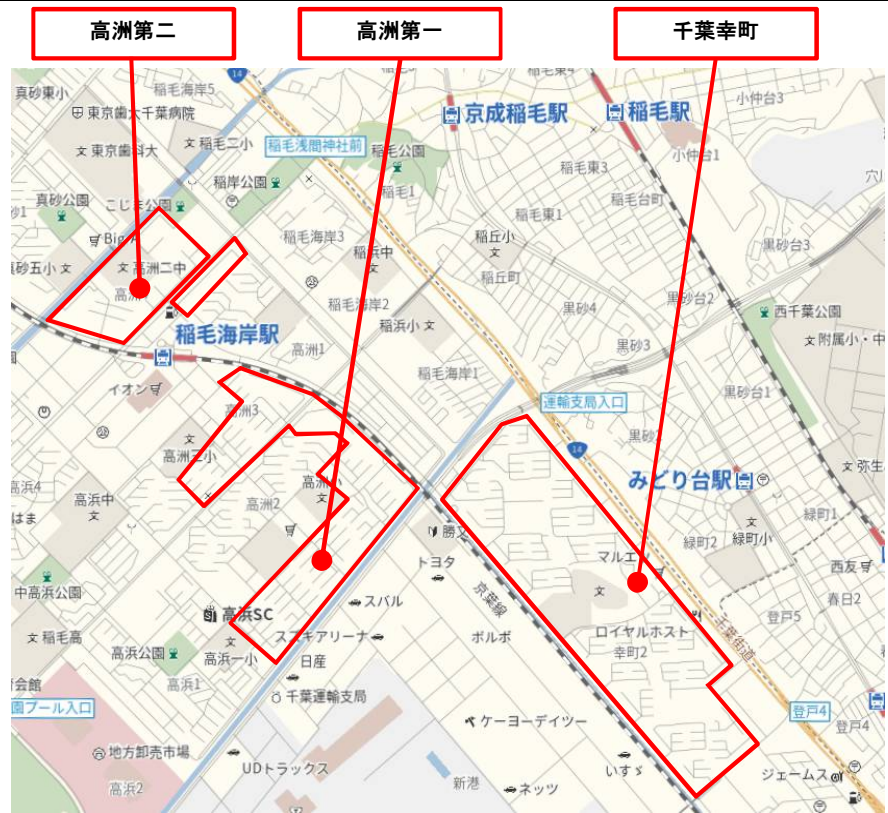 高洲第二
高洲第一
千葉幸町
真砂東小
稲毛海岸5
14
京成稲毛駅
稲毛駅
小仲台3
東京歯大千葉病院
東京歯科大
稲毛二小
稲毛浅間神社前
稲毛公園
小仲台1
稲毛東3
稲岸公園
稲毛1
真砂公園
こじま公園
稲毛台町
稲毛東1
稲毛海岸3
稲丘小
黒砂台3
真砂五小
高洲二中
稲浜中
稲丘町
稲毛海岸2
黒砂4
黒砂台2
西千葉公園
稲毛海岸駅
稲浜小
高洲1
黒砂3
附属小・中
イオン
稲毛海岸1
黒砂台1
高洲3
運輸支局入口
高洲三小
14
みどり台駅
高浜4
高浜中
高洲2
高洲小
緑町1
緑町小
緑町2
トヨタ
マルエツ
西友
中高浜公園
京葉線
春日2
スバル
高浜SC
稲毛高
スズキアリーナ
ボルボ
ロイヤルホスト
幸町2
登戸5
千葉街道
高浜公園
高浜一小
日産
高浜1
千葉運輸支局
登戸4
登戸4
ケーヨーデイツー
地方卸売市場
UDトラックス
いすゞ
ジェームス
新港
ネッツ
高浜2